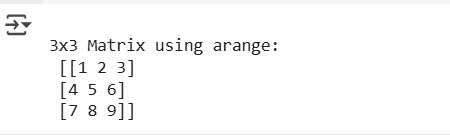 3x3 Matrix using arange:
[[1 2 3]
[4 5 6]
[7 8 9]]